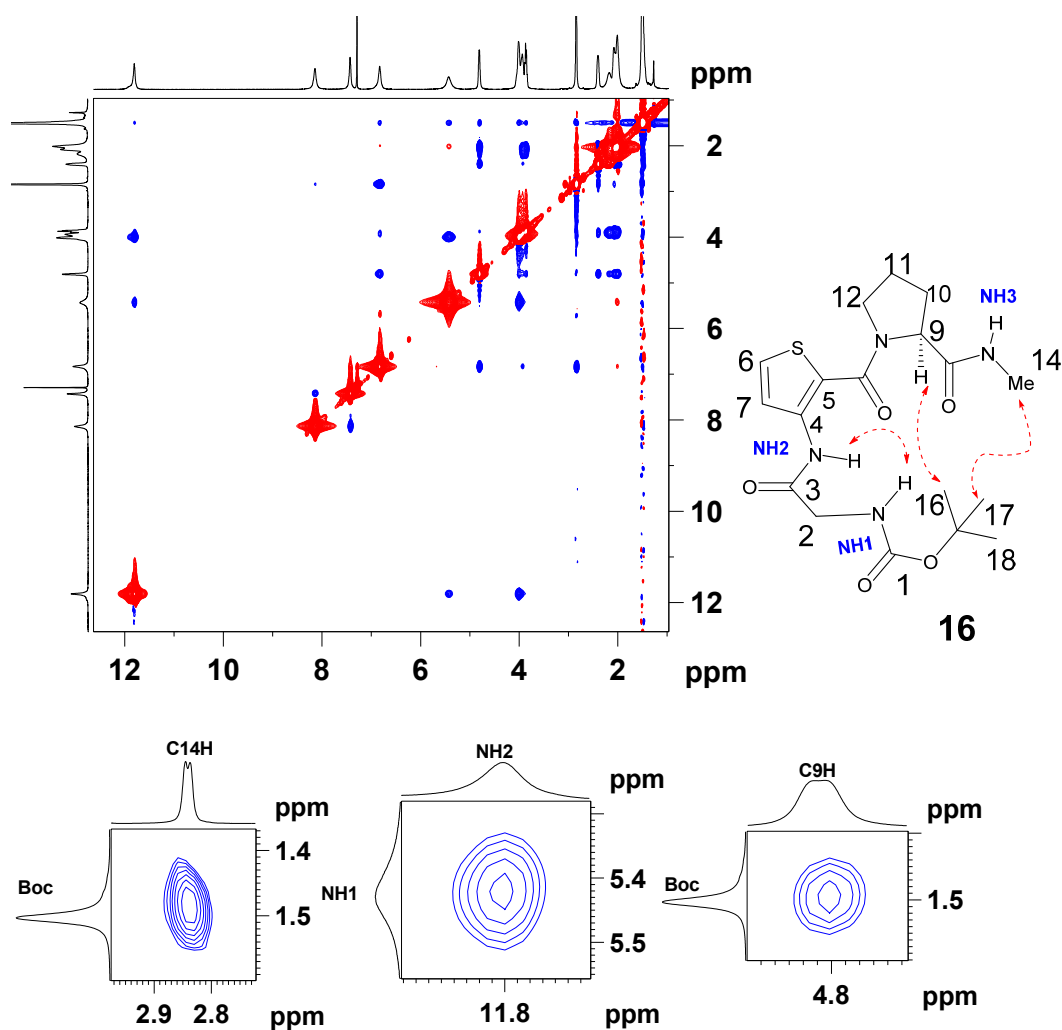 ppm
2
4
6
8
10
12
12 10 8 6 4 2 ppm
11
12 10 NH3
9 H
6 S N N 14
H Me
7 5 O O
4
NH2 N H
H
O 3 16 17
2 N
NH1 O 18
O 1
16
C14H
ppm
1.4
Boc
1.5
2.9 2.8 ppm
NH2
ppm
NH1
5.4
5.5
11.8 ppm
C9H
ppm
Boc
1.5
4.8 ppm